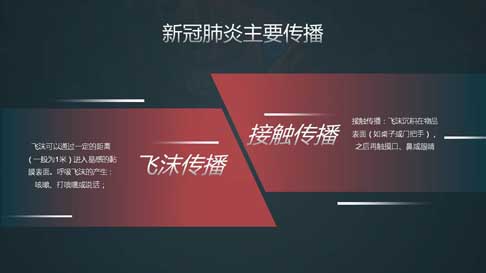 新冠肺炎主要传播
飞沫可以通过一定的距离
（一般为1米）进入易感的黏
膜表面。呼吸飞沫的产生：
咳嗽、打喷嚏或说话；
飞沫传播
接触传播
接触传播：飞沫沉积在物品
表面（如桌子或门把手），
之后再触摸口、鼻或眼睛